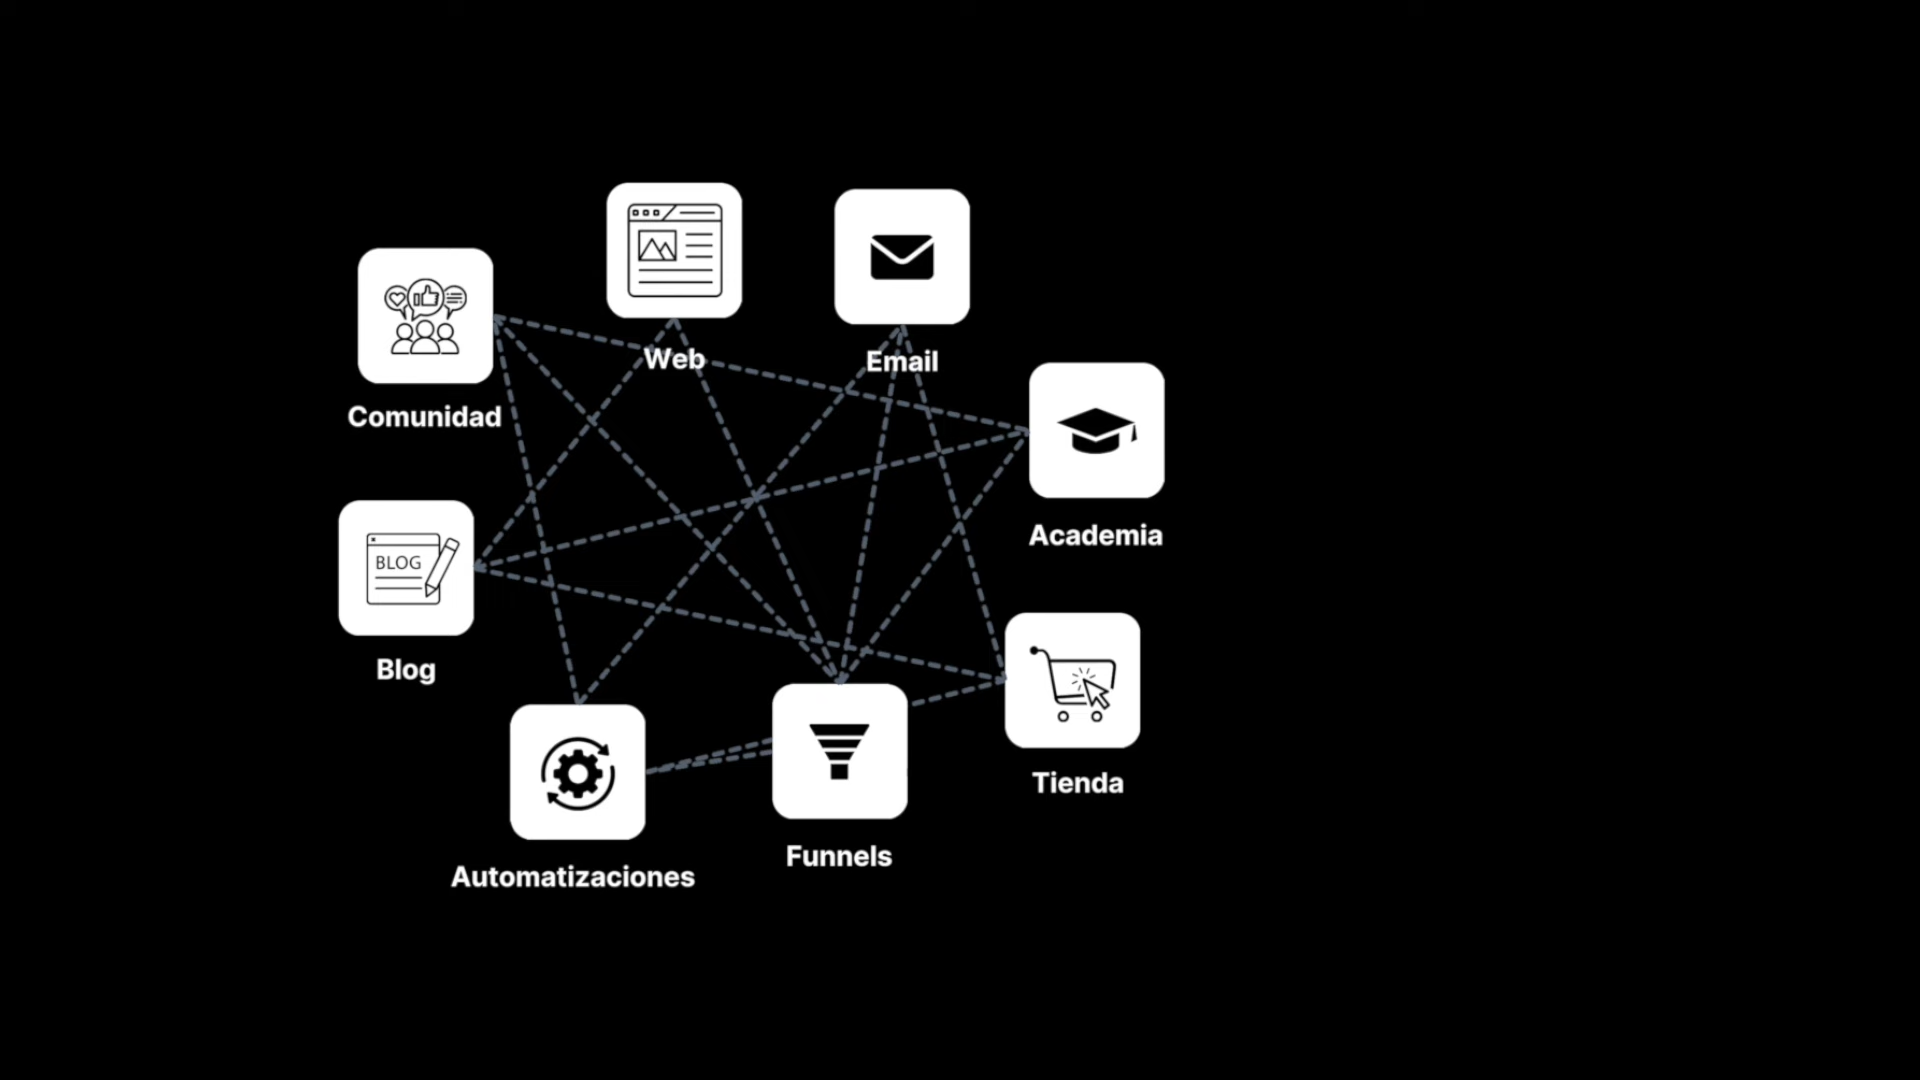 Web
Email
Comunidad
Academia
BLOG
Blog
Tienda
Funnels
Automatizaciones